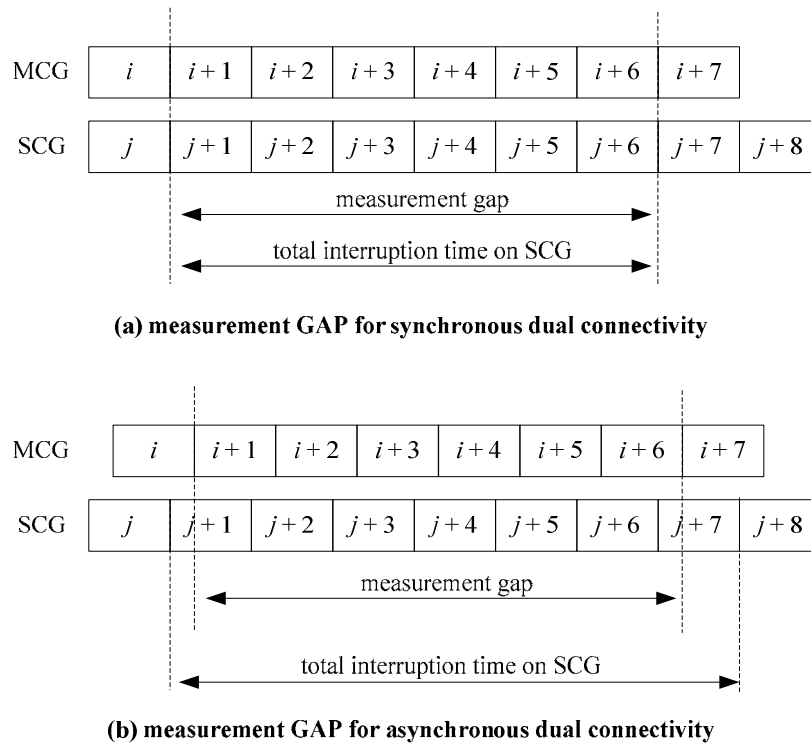 MCG i i + 1 i + 2 i + 3 i + 4 i + 5 i + 6 i + 7
SCG j j + 1 j + 2 j + 3 j + 4 j + 5 j + 6 j + 7 j + 8
measurement gap
total interruption time on SCG
(a) measurement GAP for synchronous dual connectivity
MCG i i + 1 i + 2 i + 3 i + 4 i + 5 i + 6 i + 7
SCG j j + 1 j + 2 j + 3 j + 4 j + 5 j + 6 j + 7 j + 8
measurement gap
total interruption time on SCG
(b) measurement GAP for asynchronous dual connectivity